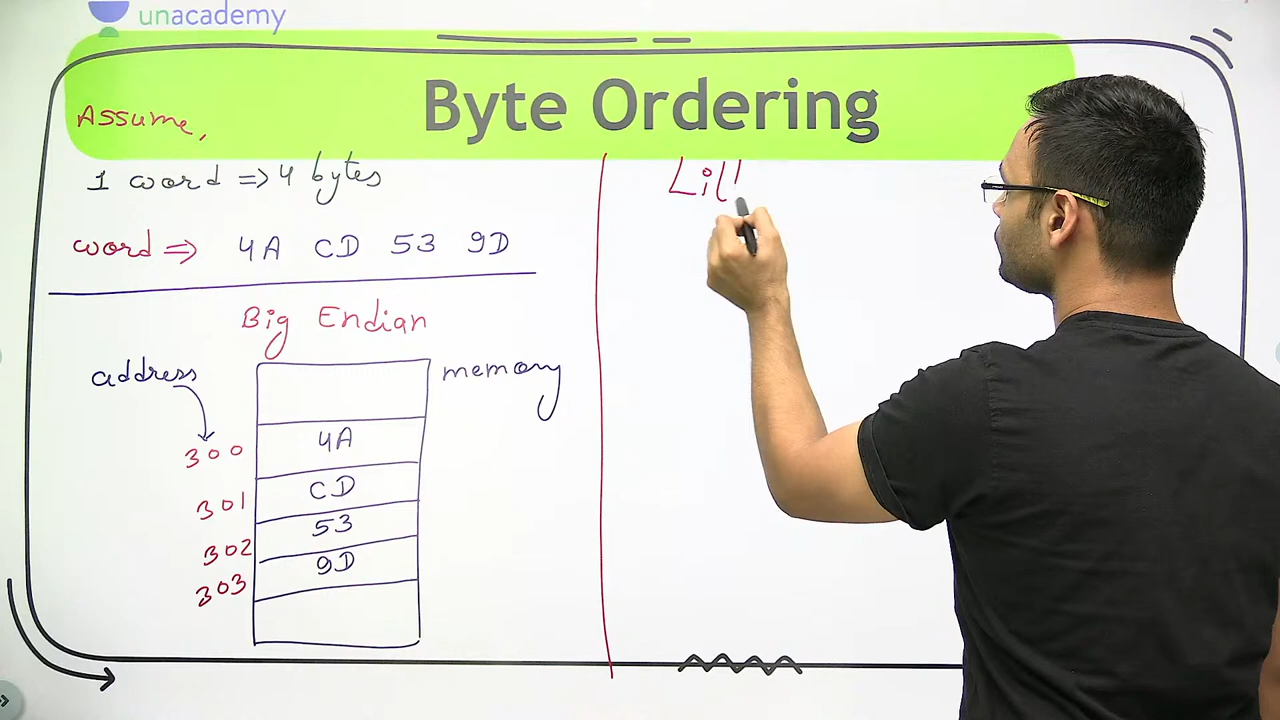 unacademy
Byte Ordering
Assume,
1 word => 4 bytes
word => 4A CD 53 9D
Big Endian
address
memory
300 4A
301 CD
302 53
303 9D